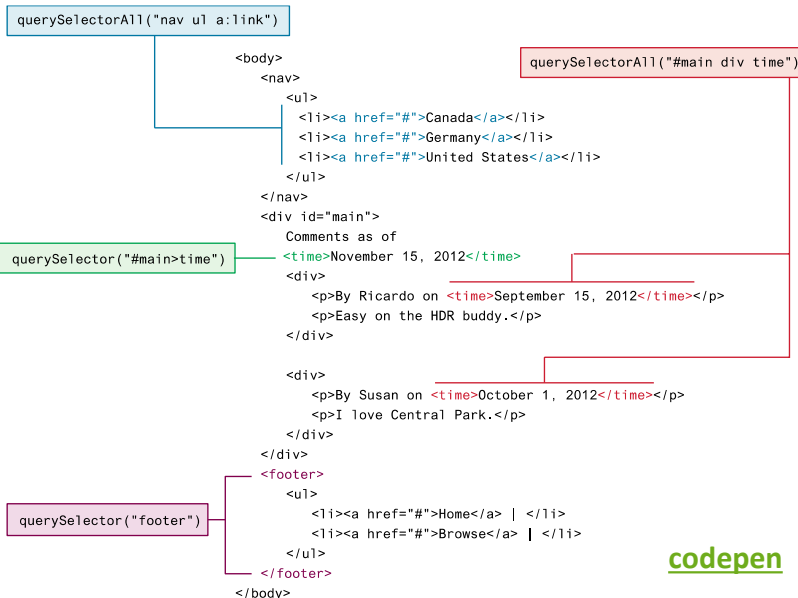 querySelectorAll("nav ul a:link")
querySelectorAll("#main div time")
<body>
<nav>
<ul>
<li><a href="#">Canada</a></li>
<li><a href="#">Germany</a></li>
<li><a href="#">United States</a></li>
</ul>
</nav>
<div id="main">
Comments as of
querySelector("#main>time")
<time>November 15, 2012</time>
<div>
<p>By Ricardo on <time>September 15, 2012</time></p>
<p>Easy on the HDR buddy.</p>
</div>
<div>
<p>By Susan on <time>October 1, 2012</time></p>
<p>I love Central Park.</p>
</div>
</div>
<footer>
<ul>
querySelector("footer")
<li><a href="#">Home</a> | </li>
<li><a href="#">Browse</a> | </li>
</ul>
</footer>
</body>
codepen